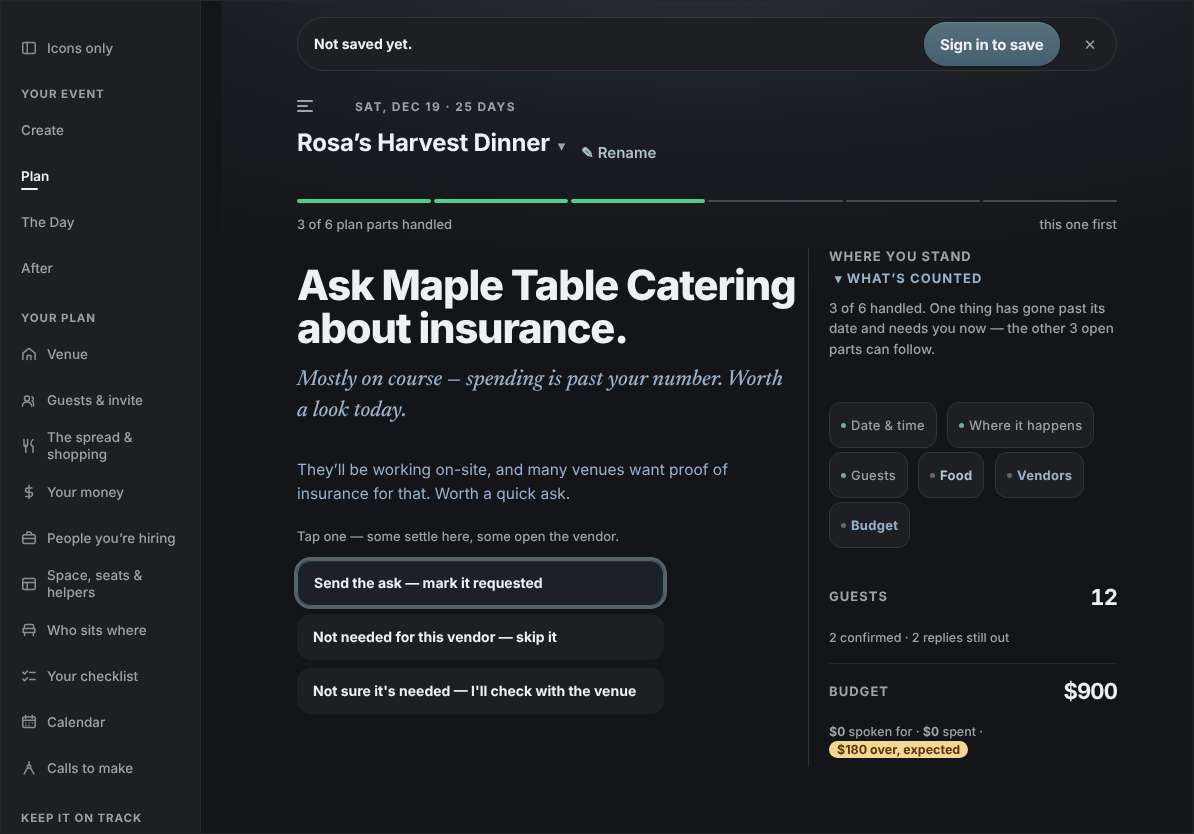 Icons only
YOUR EVENT
Create
Plan
The Day
After
YOUR PLAN
Venue
Guests & invite
The spread &
shopping
Your money
People you’re hiring
Space, seats &
helpers
Who sits where
Your checklist
Calendar
Calls to make
KEEP IT ON TRACK
Not saved yet.
Sign in to save
×
SAT, DEC 19 · 25 DAYS
Rosa’s Harvest Dinner ▾
✎ Rename
3 of 6 plan parts handled
this one first
Ask Maple Table Catering
about insurance.
Mostly on course – spending is past your number. Worth
a look today.
They’ll be working on-site, and many venues want proof of
insurance for that. Worth a quick ask.
Tap one — some settle here, some open the vendor.
Send the ask — mark it requested
Not needed for this vendor — skip it
Not sure it's needed — I'll check with the venue
WHERE YOU STAND
▾ WHAT’S COUNTED
3 of 6 handled. One thing has gone past its
date and needs you now — the other 3 open
parts can follow.
Date & time
Where it happens
Guests
Food
Vendors
Budget
GUESTS 12
2 confirmed · 2 replies still out
BUDGET $900
$0 spoken for · $0 spent ·
$180 over, expected